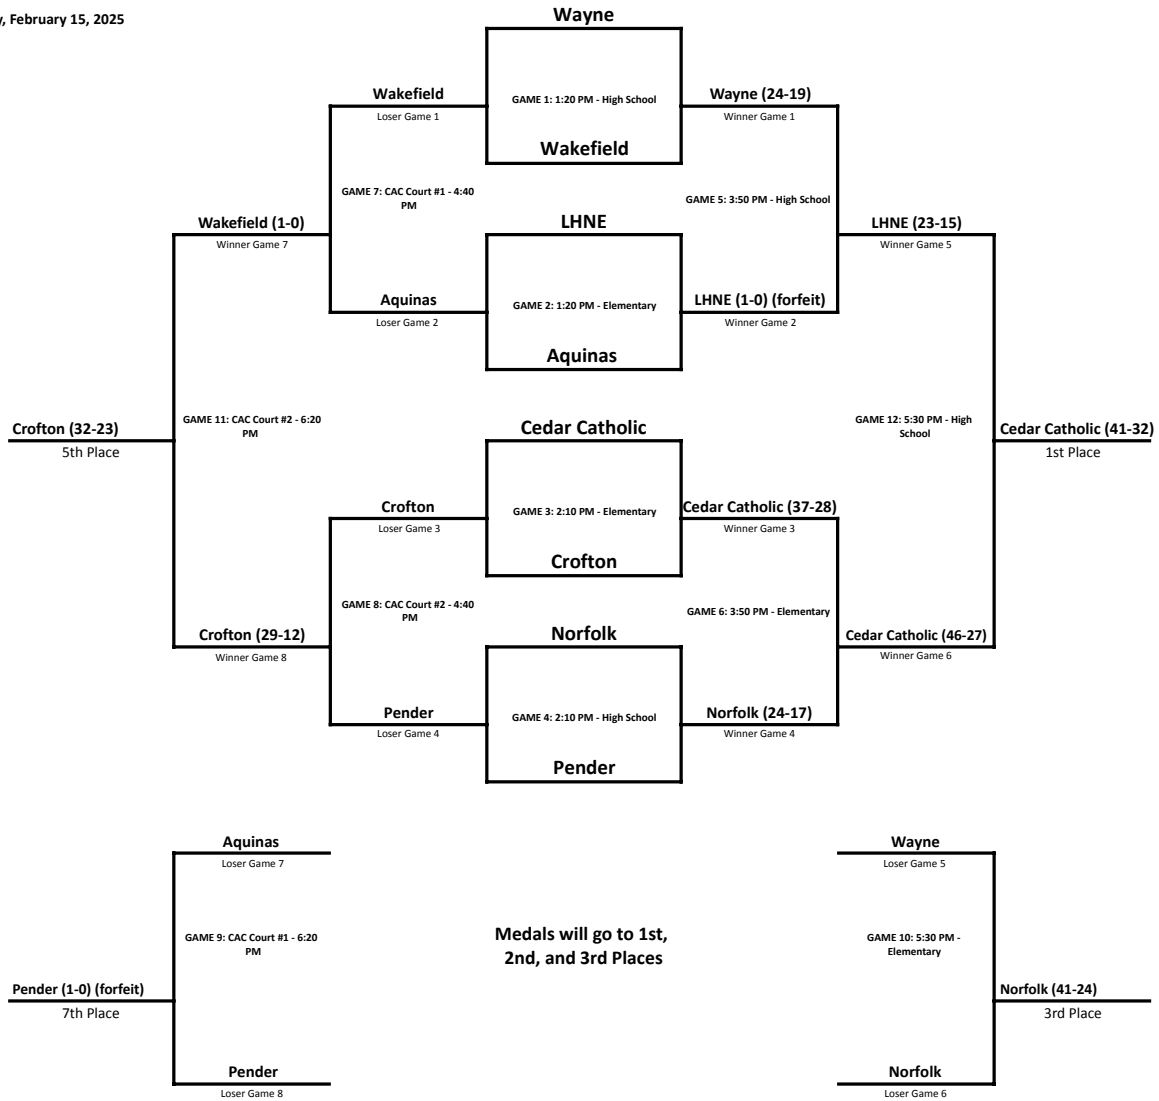 y, February 15, 2025
Wayne
Wakefield
Loser Game 1
GAME 1: 1:20 PM - High School
Wayne (24-19)
Winner Game 1
Wakefield
GAME 7: CAC Court #1 - 4:40
PM
GAME 5: 3:50 PM - High School
Wakefield (1-0)
Winner Game 7
LHNE
LHNE (23-15)
Winner Game 5
Aquinas
Loser Game 2
GAME 2: 1:20 PM - Elementary
LHNE (1-0) (forfeit)
Winner Game 2
Aquinas
Crofton (32-23)
5th Place
GAME 11: CAC Court #2 - 6:20
PM
Cedar Catholic
GAME 12: 5:30 PM - High
School
Cedar Catholic (41-32)
1st Place
Crofton
Loser Game 3
GAME 3: 2:10 PM - Elementary
Cedar Catholic (37-28)
Winner Game 3
Crofton
GAME 8: CAC Court #2 - 4:40
PM
GAME 6: 3:50 PM - Elementary
Crofton (29-12)
Winner Game 8
Norfolk
Cedar Catholic (46-27)
Winner Game 6
Pender
Loser Game 4
GAME 4: 2:10 PM - High School
Norfolk (24-17)
Winner Game 4
Pender
Aquinas
Loser Game 7
Wayne
Loser Game 5
GAME 9: CAC Court #1 - 6:20
PM
Medals will go to 1st,
2nd, and 3rd Places
GAME 10: 5:30 PM -
Elementary
Pender (1-0) (forfeit)
7th Place
Norfolk (41-24)
3rd Place
Pender
Loser Game 8
Norfolk
Loser Game 6